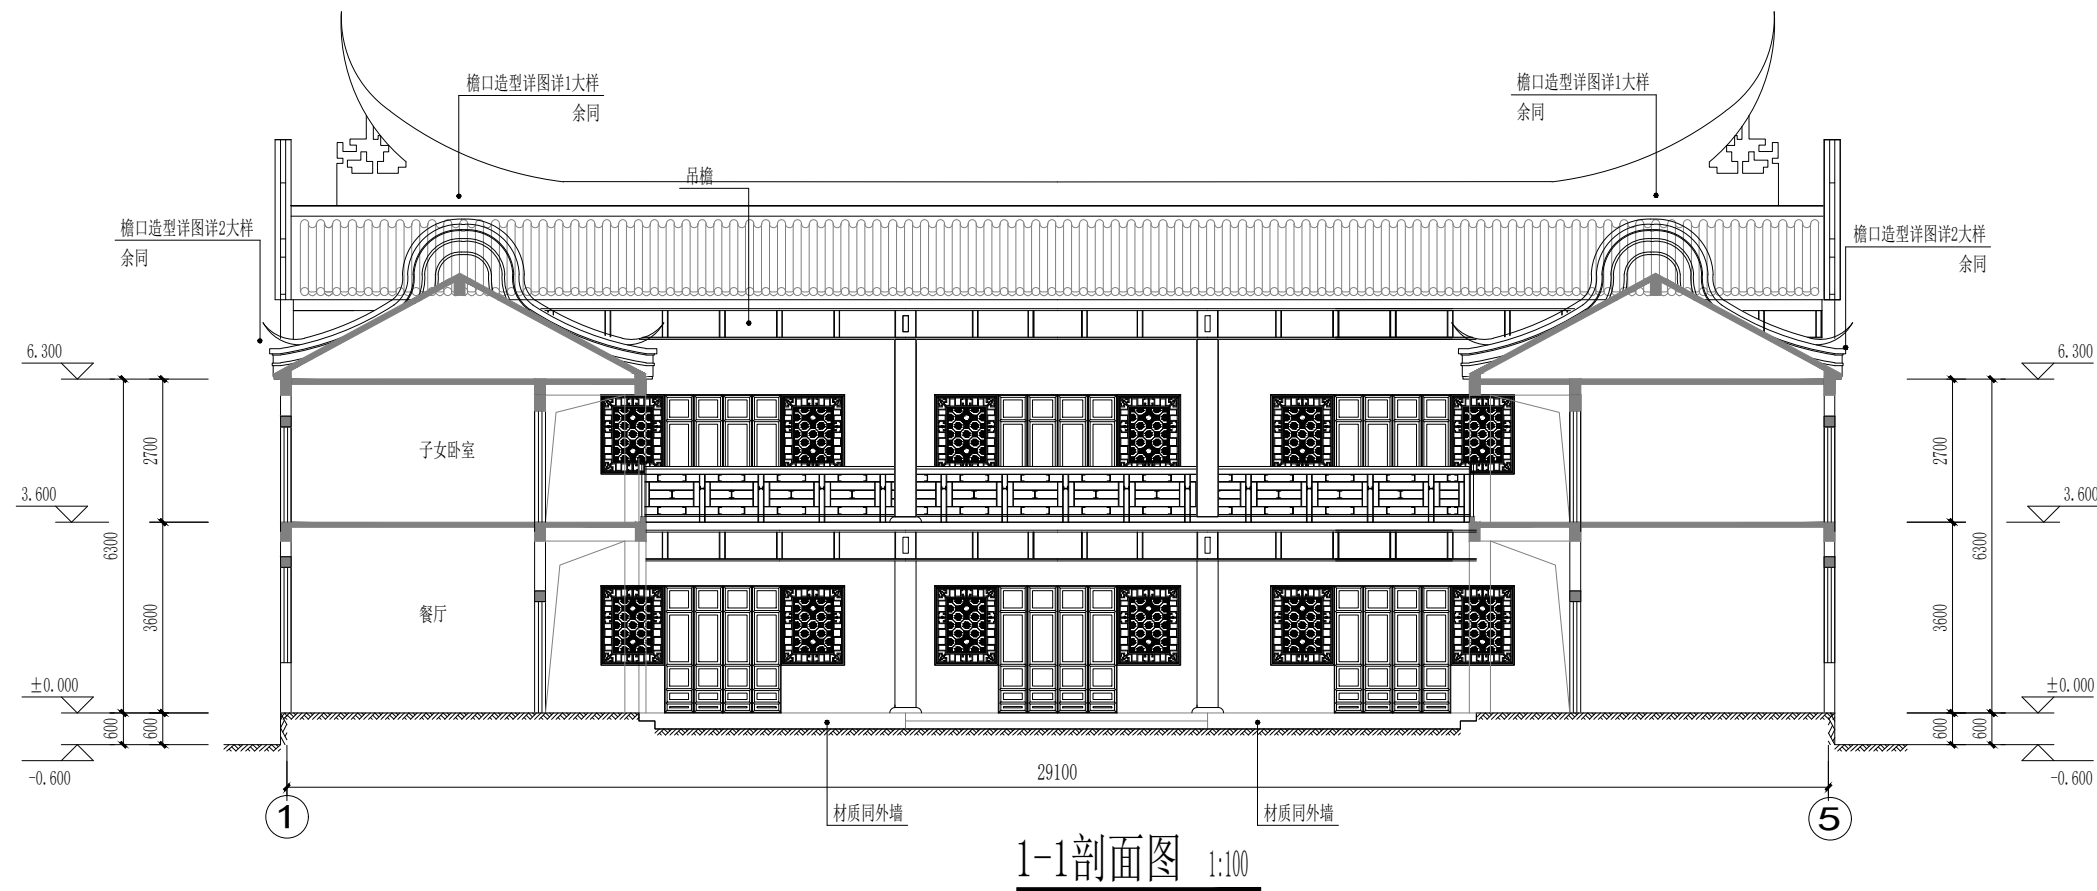 檐口造型详图详1大样
余同
檐口造型详图详1大样
余同
吊檐
檐口造型详图详2大样
余同
檐口造型详图详2大样
余同
6.300
6.300
子女卧室
2700
2700
3.600
3.600
6300
6300
餐厅
3600
3600
±0.000
±0.000
600
600
600
600
-0.600
-0.600
29100
1
5
材质同外墙
材质同外墙
1-1剖面图 1:100